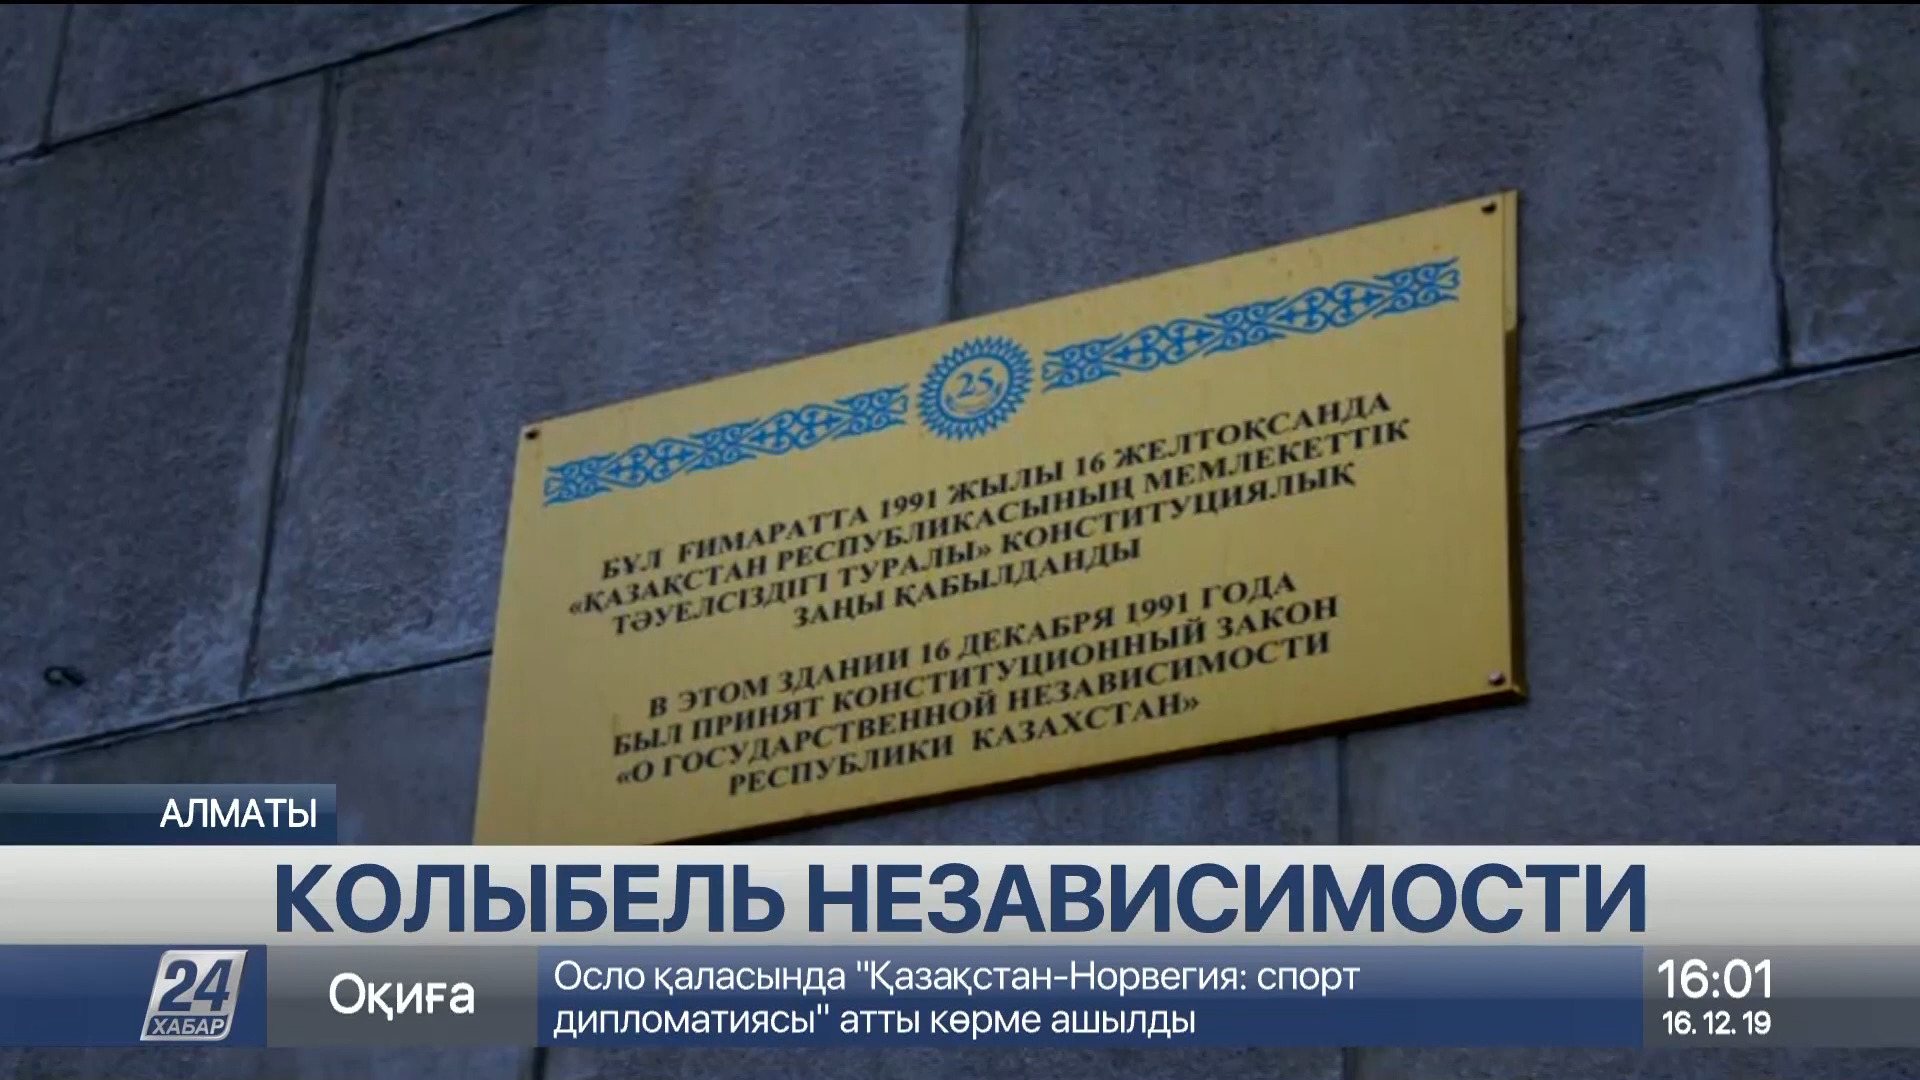 25
БҰЛ ҒИМАРАТТА 1991 ЖЫЛЫ 16 ЖЕЛТОҚСАНДА
«ҚАЗАҚСТАН РЕСПУБЛИКАСЫНЫҢ МЕМЛЕКЕТТІК
ТӘУЕЛСІЗДІГІ ТУРАЛЫ» КОНСТИТУЦИЯЛЫҚ
ЗАҢЫ ҚАБЫЛДАНДЫ
В ЭТОМ ЗДАНИИ 16 ДЕКАБРЯ 1991 ГОДА
БЫЛ ПРИНЯТ КОНСТИТУЦИОННЫЙ ЗАКОН
«О ГОСУДАРСТВЕННОЙ НЕЗАВИСИМОСТИ
РЕСПУБЛИКИ КАЗАХСТАН»
АЛМАТЫ
КОЛЫБЕЛЬ НЕЗАВИСИМОСТИ
24
ХАБАР
Оқиға
Осло қаласында "Қазақстан-Норвегия: спорт
дипломатиясы" атты көрме ашылды
16:01
16. 12. 19